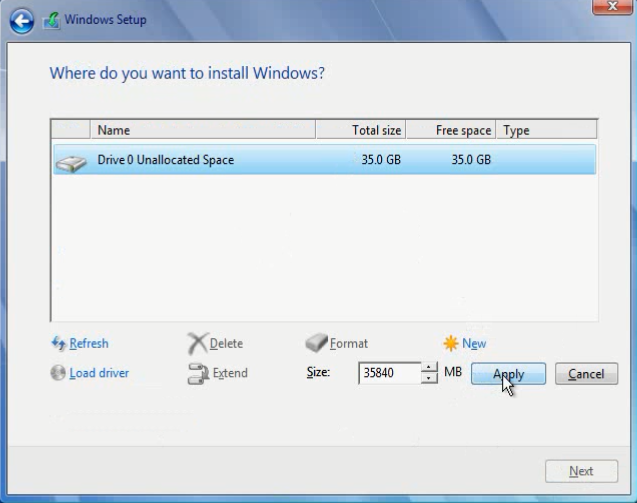 Windows Setup
Where do you want to install Windows?
Name Total size Free space Type
Drive 0 Unallocated Space 35.0 GB 35.0 GB
Refresh Delete Format New
Load driver Extend Size: 35840 MB Apply Cancel
Next